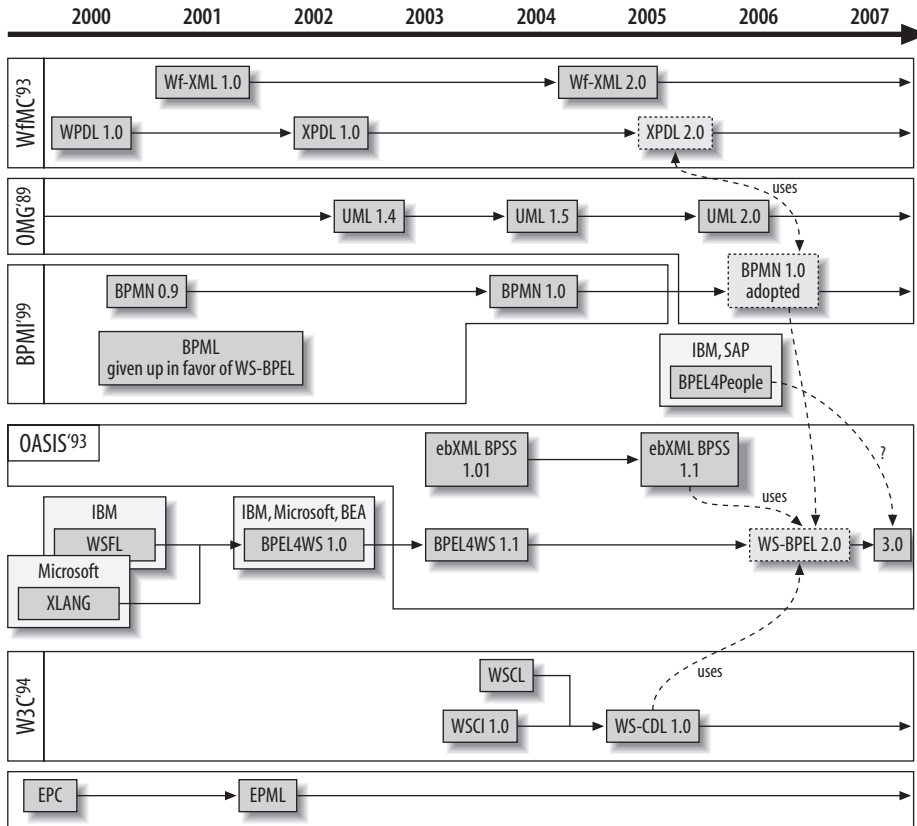 2000 2001 2002 2003 2004 2005 2006 2007
WfMC'93
Wf-XML 1.0
Wf-XML 2.0
WPDL 1.0
XPDL 1.0
XPDL 2.0
uses
OMG'89
UML 1.4
UML 1.5
UML 2.0
BPMN 1.0
adopted
BPMI'99
BPMN 0.9
BPMN 1.0
BPML
given up in favor of WS-BPEL
IBM, SAP
BPEL4People
OASIS'93
ebXML BPSS
1.01
ebXML BPSS
1.1
?
uses
IBM
WSFL
IBM, Microsoft, BEA
BPEL4WS 1.0
BPEL4WS 1.1
WS-BPEL 2.0
3.0
Microsoft
XLANG
W3C'94
WSCL
WSCI 1.0
WS-CDL 1.0
uses
EPC
EPML